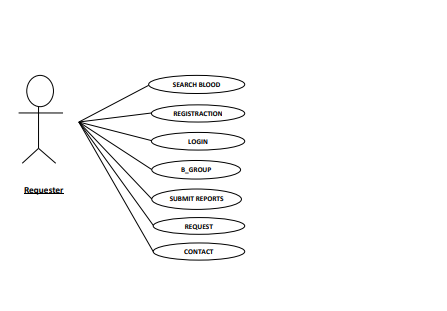 SEARCH BLOOD
REGISTRACTION
LOGIN
B_GROUP
Requester
SUBMIT REPORTS
REQUEST
CONTACT